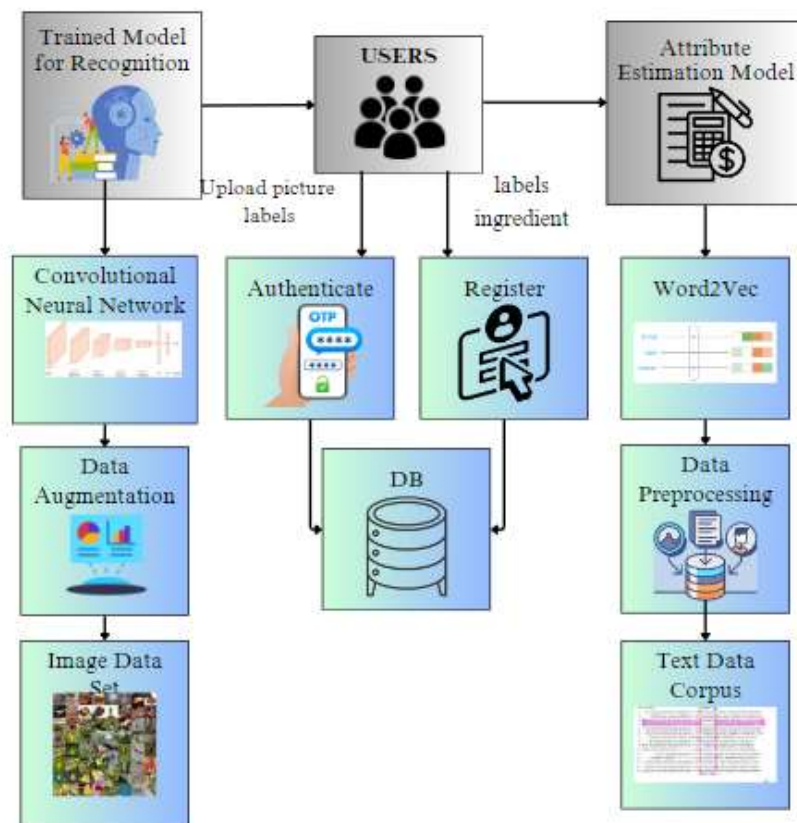 Trained Model
for Recognition
USERS
Attribute
Estimation Model
Upload picture
labels
labels
ingredient
Convolutional
Neural Network
Authenticate
OTP
****
****
Register
Word2Vec
Data
Augmentation
DB
Data
Preprocessing
Image Data
Set
Text Data
Corpus